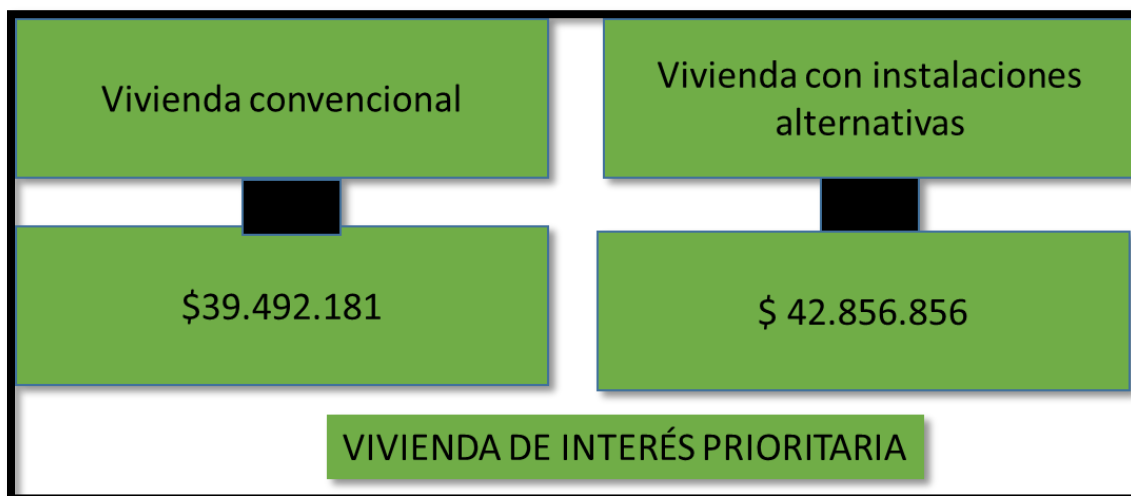 Vivienda convencional
Vivienda con instalaciones
alternativas
$39.492.181
$ 42.856.856
VIVIENDA DE INTERÉS PRIORITARIA